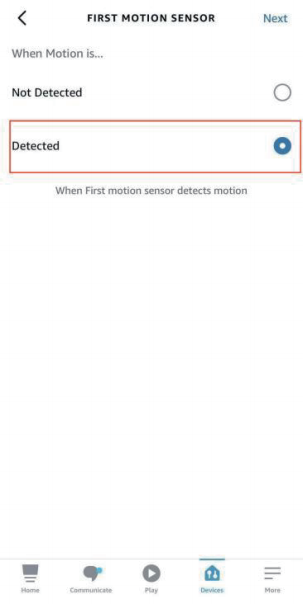 FIRST MOTION SENSOR Next
When Motion is...
Not Detected
Detected
When First motion sensor detects motion
Home Communicate Play Devices More